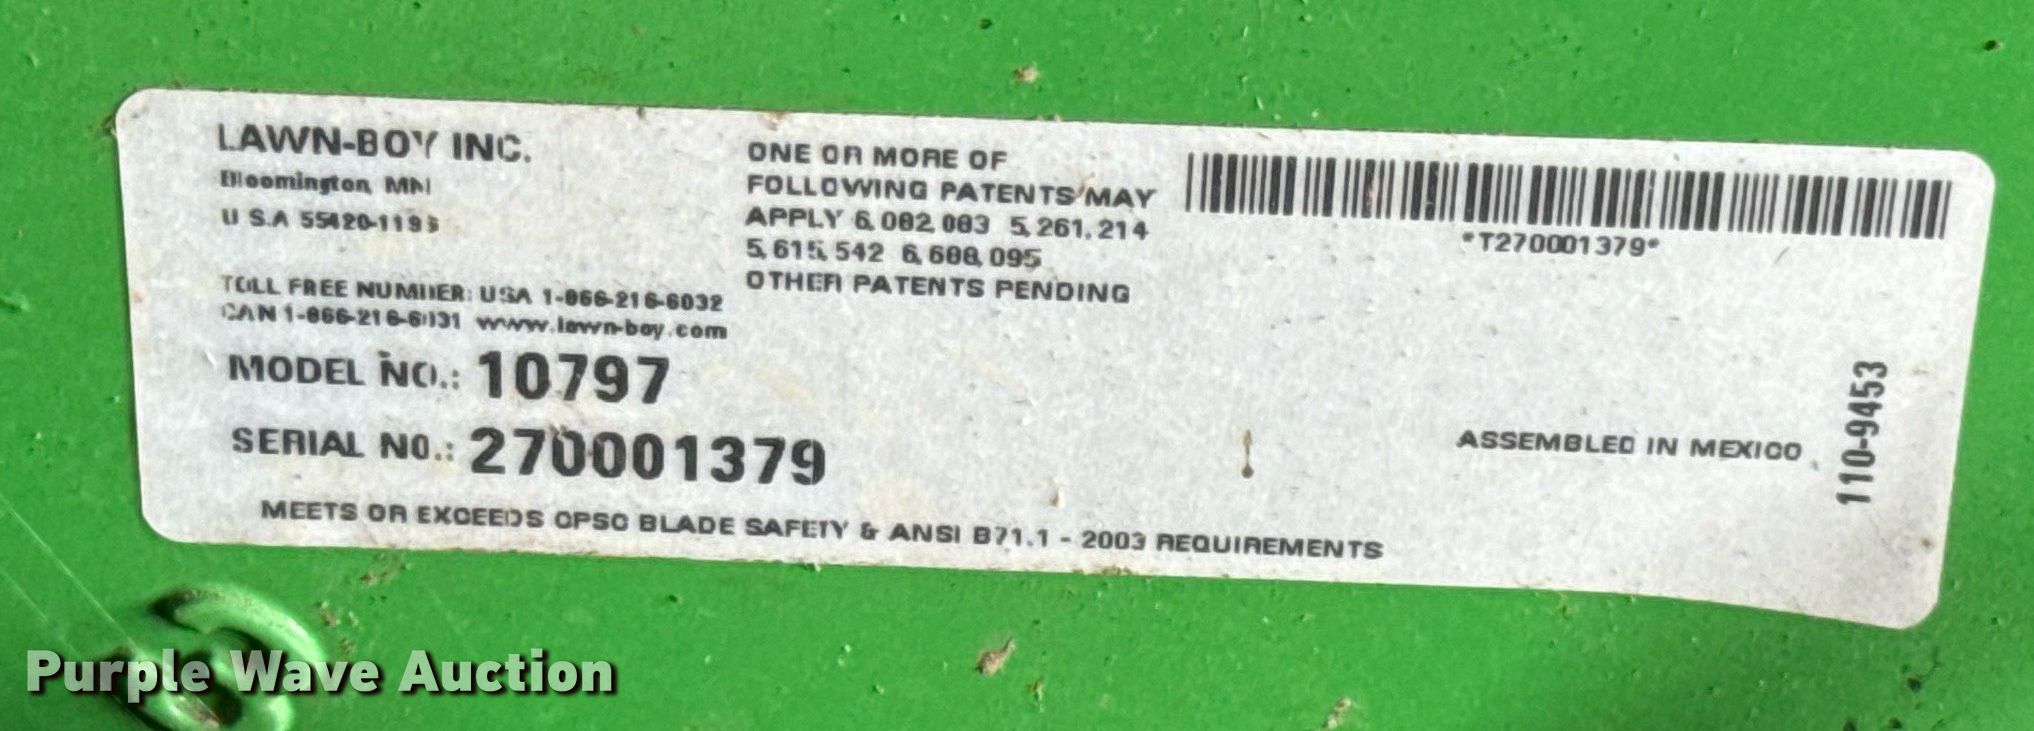 LAWN-BOY INC.
Bloomington, MN
U.S.A 55420-1193
TOLL FREE NUMBER: USA 1-866-216-6032
CAN 1-866-216-6031 www.lawn-boy.com
MODEL NO.: 10797
SERIAL NO.: 270001379
MEETS OR EXCEEDS CPSC BLADE SAFETY & ANSI B71.1 - 2003 REQUIREMENTS
ONE OR MORE OF
FOLLOWING PATENTS MAY
APPLY 6,082,083 5,261,214
5,615,542 6,688,095
OTHER PATENTS PENDING
*T270001379*
ASSEMBLED IN MEXICO
110-9453
Purple Wave Auction